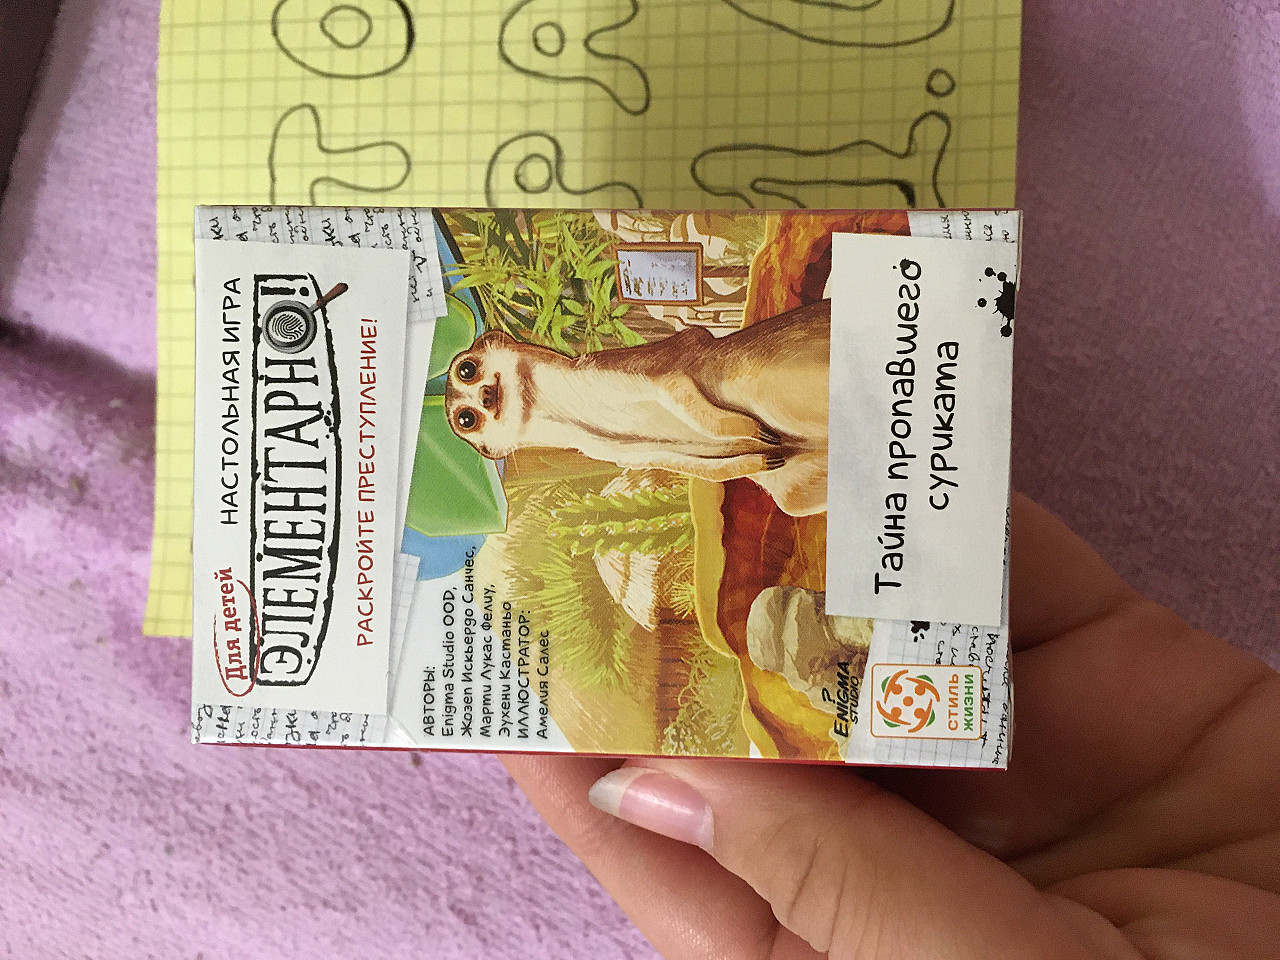 НАСТОЛЬНАЯ ИГРА
Для детей
ЭЛЕМЕНТАРНО!
РАСКРОЙТЕ ПРЕСТУПЛЕНИЕ!
АВТОРЫ:
Enigma Studio OOD,
Жозеп Искьердо Санчес,
Марти Лукас Фелиу,
Эухени Кастаньо
ИЛЛЮСТРАТОР:
Амелия Салес
Тайна пропавшего
суриката
ENIGMA
STUDIO
СТИЛЬ
ЖИЗНИ